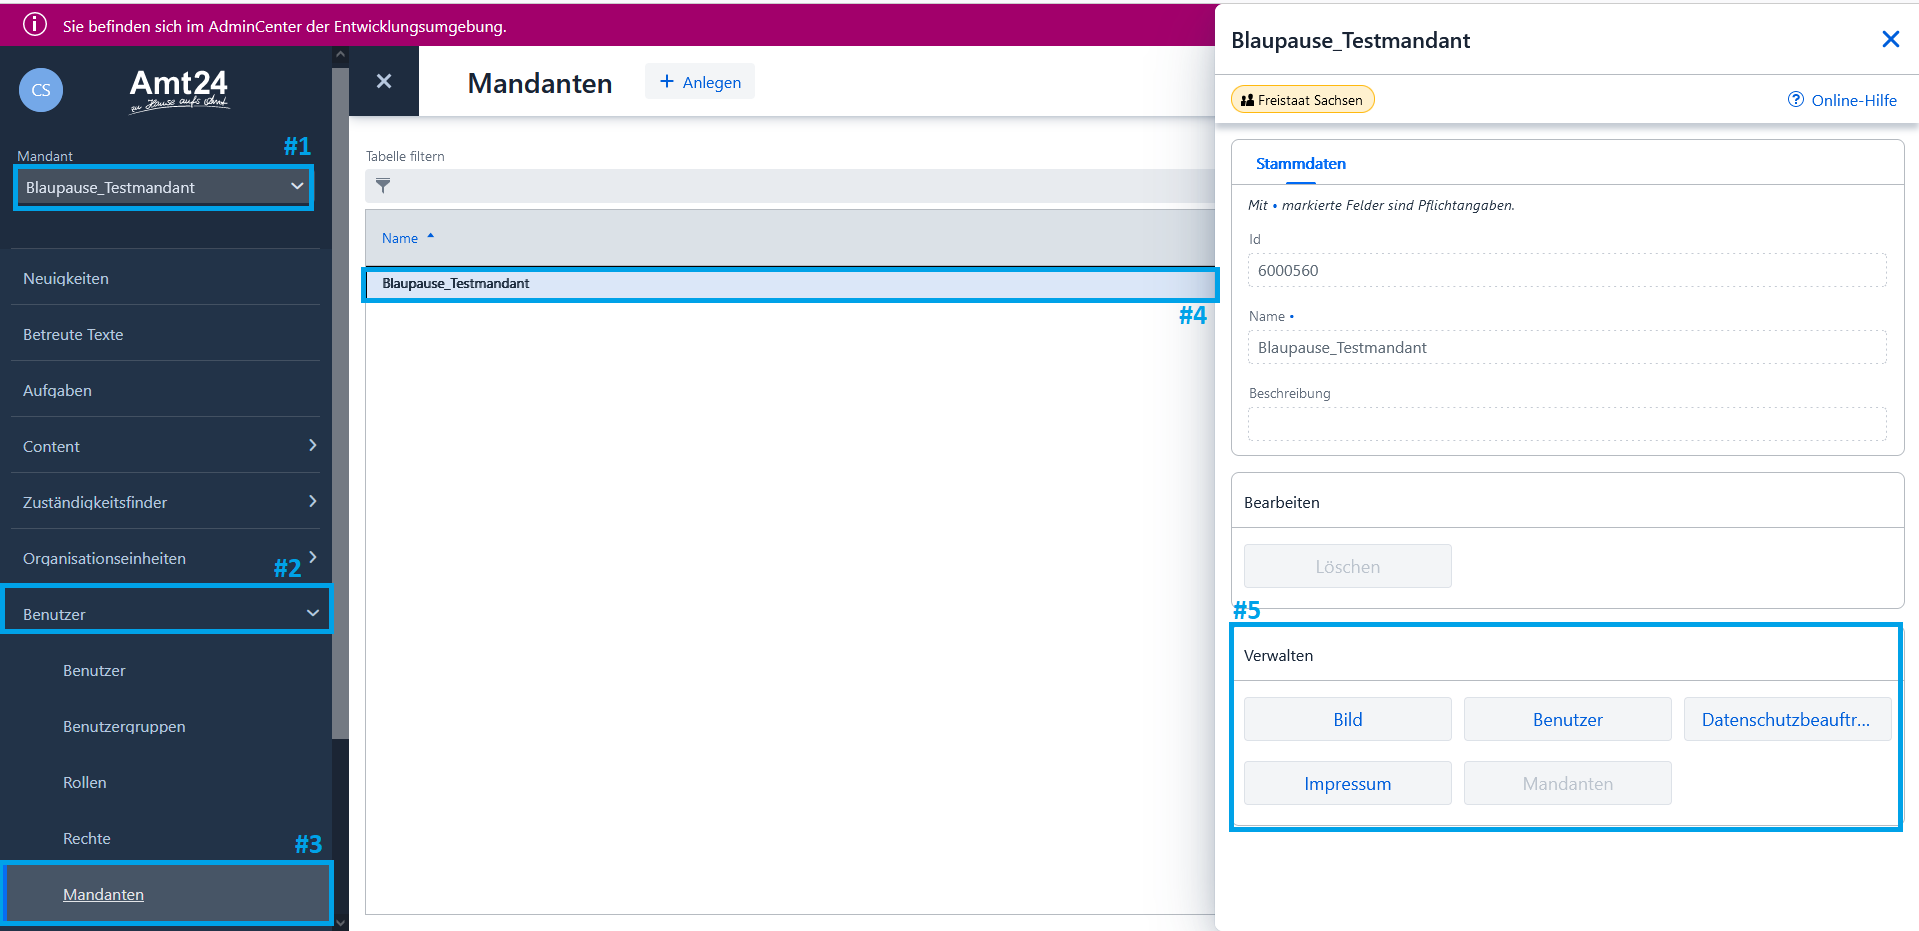 Sie befinden sich im AdminCenter der Entwicklungsumgebung.
CS
Amt24
zu Hause aufs Amt
Mandant
#1
Blaupause_Testmandant
Neuigkeiten
Betreute Texte
Aufgaben
Content
Zuständigkeitsfinder
Organisationseinheiten
#2
Benutzer
Benutzer
Benutzergruppen
Rollen
Rechte
#3
Mandanten
Mandanten
+ Anlegen
Tabelle filtern
Name
Blaupause_Testmandant
#4
Blaupause_Testmandant
Freistaat Sachsen
Online-Hilfe
Stammdaten
Mit • markierte Felder sind Pflichtangaben.
Id
6000560
Name •
Blaupause_Testmandant
Beschreibung
Bearbeiten
Löschen
#5
Verwalten
Bild
Benutzer
Datenschutzbeauftr...
Impressum
Mandanten